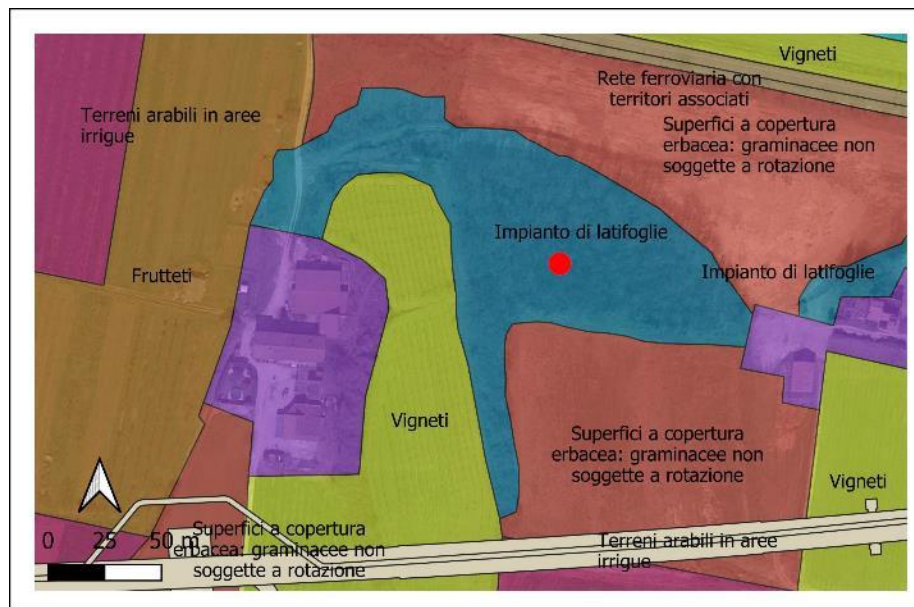 Vigneti
Rete ferroviaria con
territori associati
Terreni arabili in aree
irrigue
Superfici a copertura
erbacea: graminacee non
soggette a rotazione
Impianto di latifoglie
Impianto di latifoglie
Frutteti
Vigneti
Superfici a copertura
erbacea: graminacee non
soggette a rotazione
Vigneti
Superfici a copertura
erbacea: graminacee non
soggette a rotazione
Terreni arabili in aree
irrigue
0 25 50 m